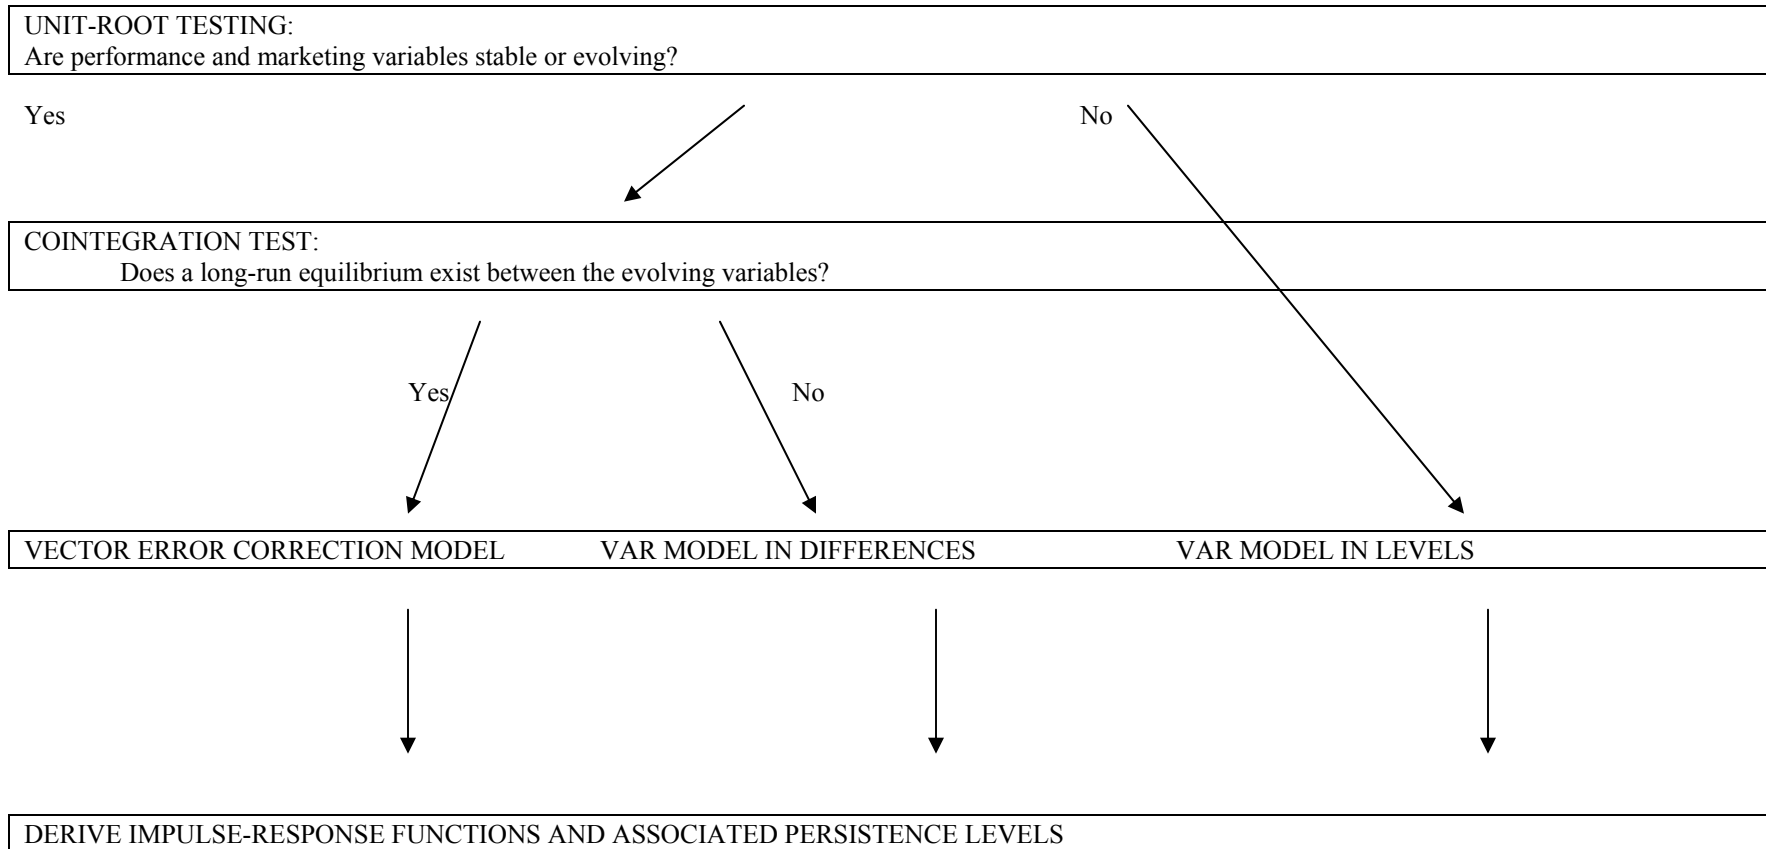 UNIT-ROOT TESTING:
Are performance and marketing variables stable or evolving?
Yes No
COINTEGRATION TEST:
Does a long-run equilibrium exist between the evolving variables?
Yes No
VECTOR ERROR CORRECTION MODEL VAR MODEL IN DIFFERENCES VAR MODEL IN LEVELS
DERIVE IMPULSE-RESPONSE FUNCTIONS AND ASSOCIATED PERSISTENCE LEVELS